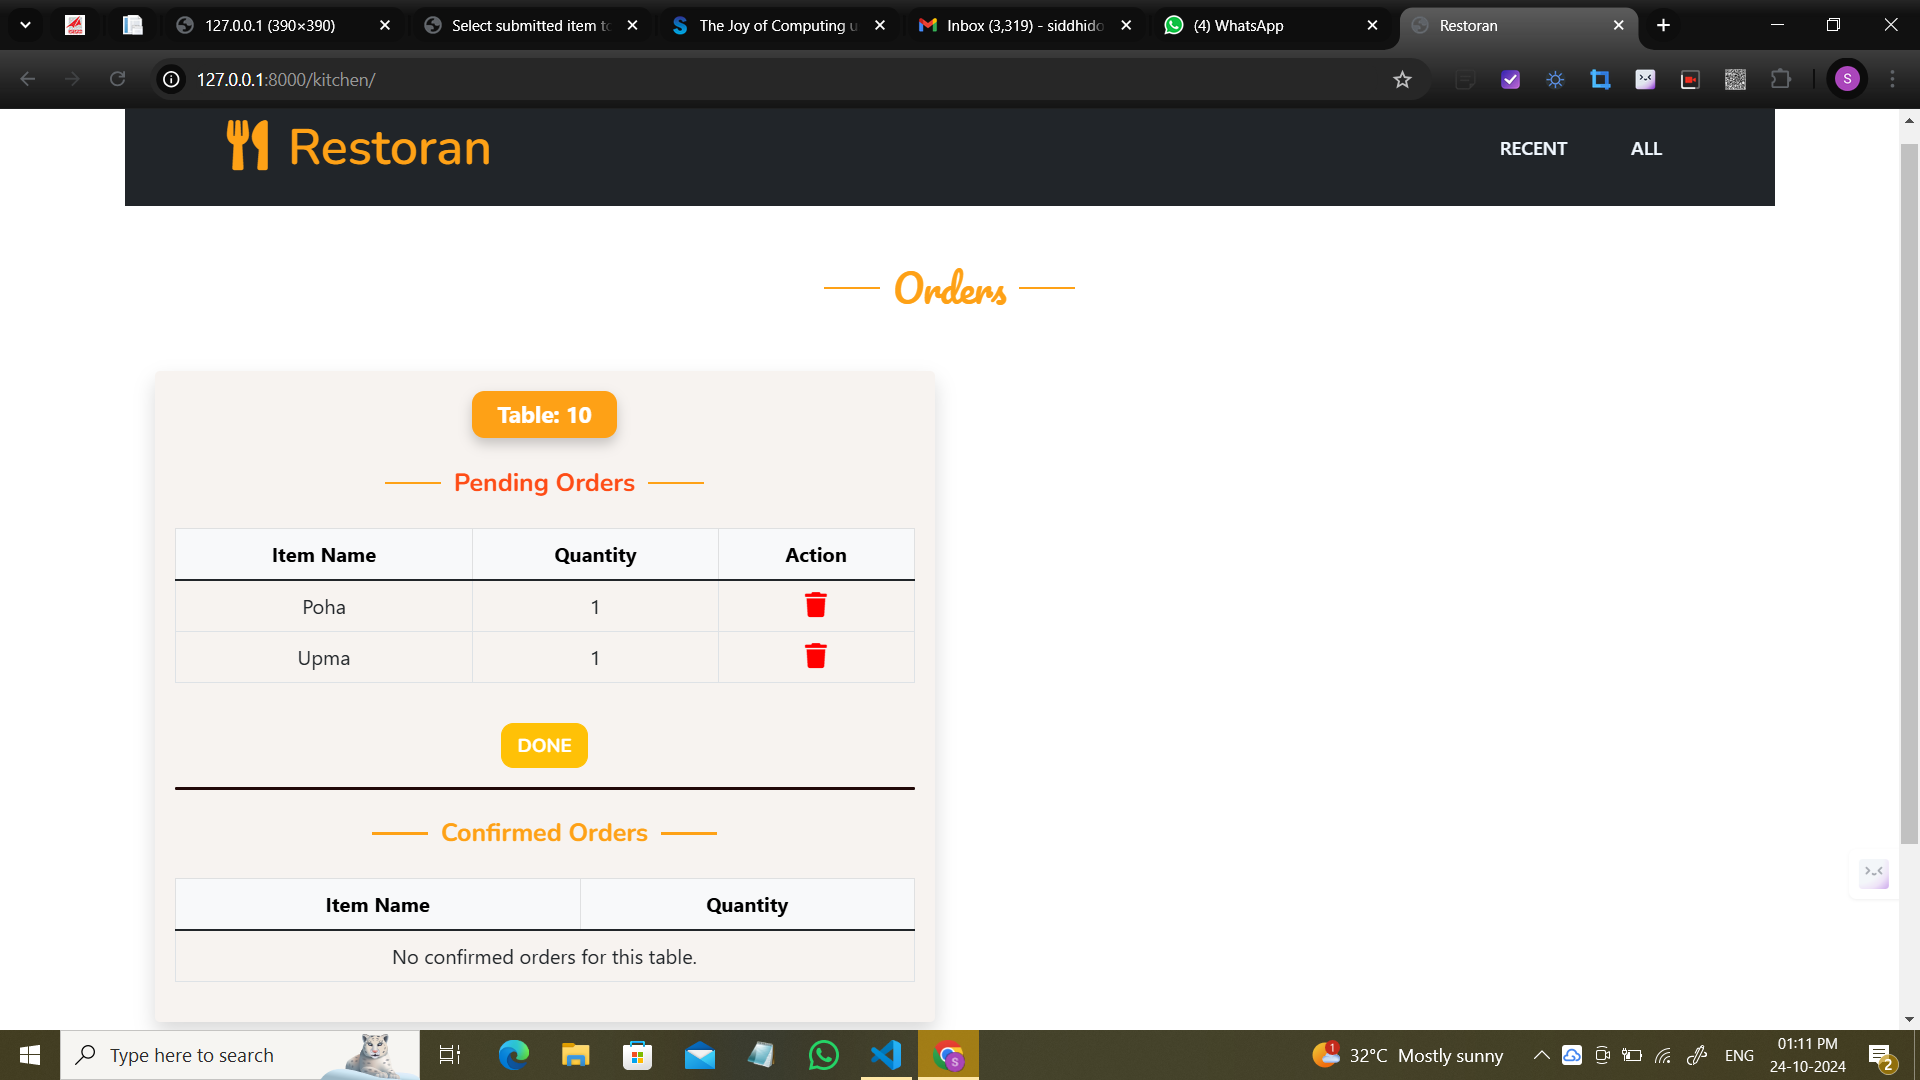 127.0.0.1 (390×390)
Select submitted item to
The Joy of Computing u
Inbox (3,319) - siddhido
(4) WhatsApp
Restoran
127.0.0.1:8000/kitchen/
S
Restoran
RECENT
ALL
Orders
Table: 10
Pending Orders
Item Name Quantity Action
Poha 1
Upma 1
DONE
Confirmed Orders
Item Name Quantity
No confirmed orders for this table.
Type here to search
1
32°C Mostly sunny
ENG
01:11 PM
24-10-2024
2